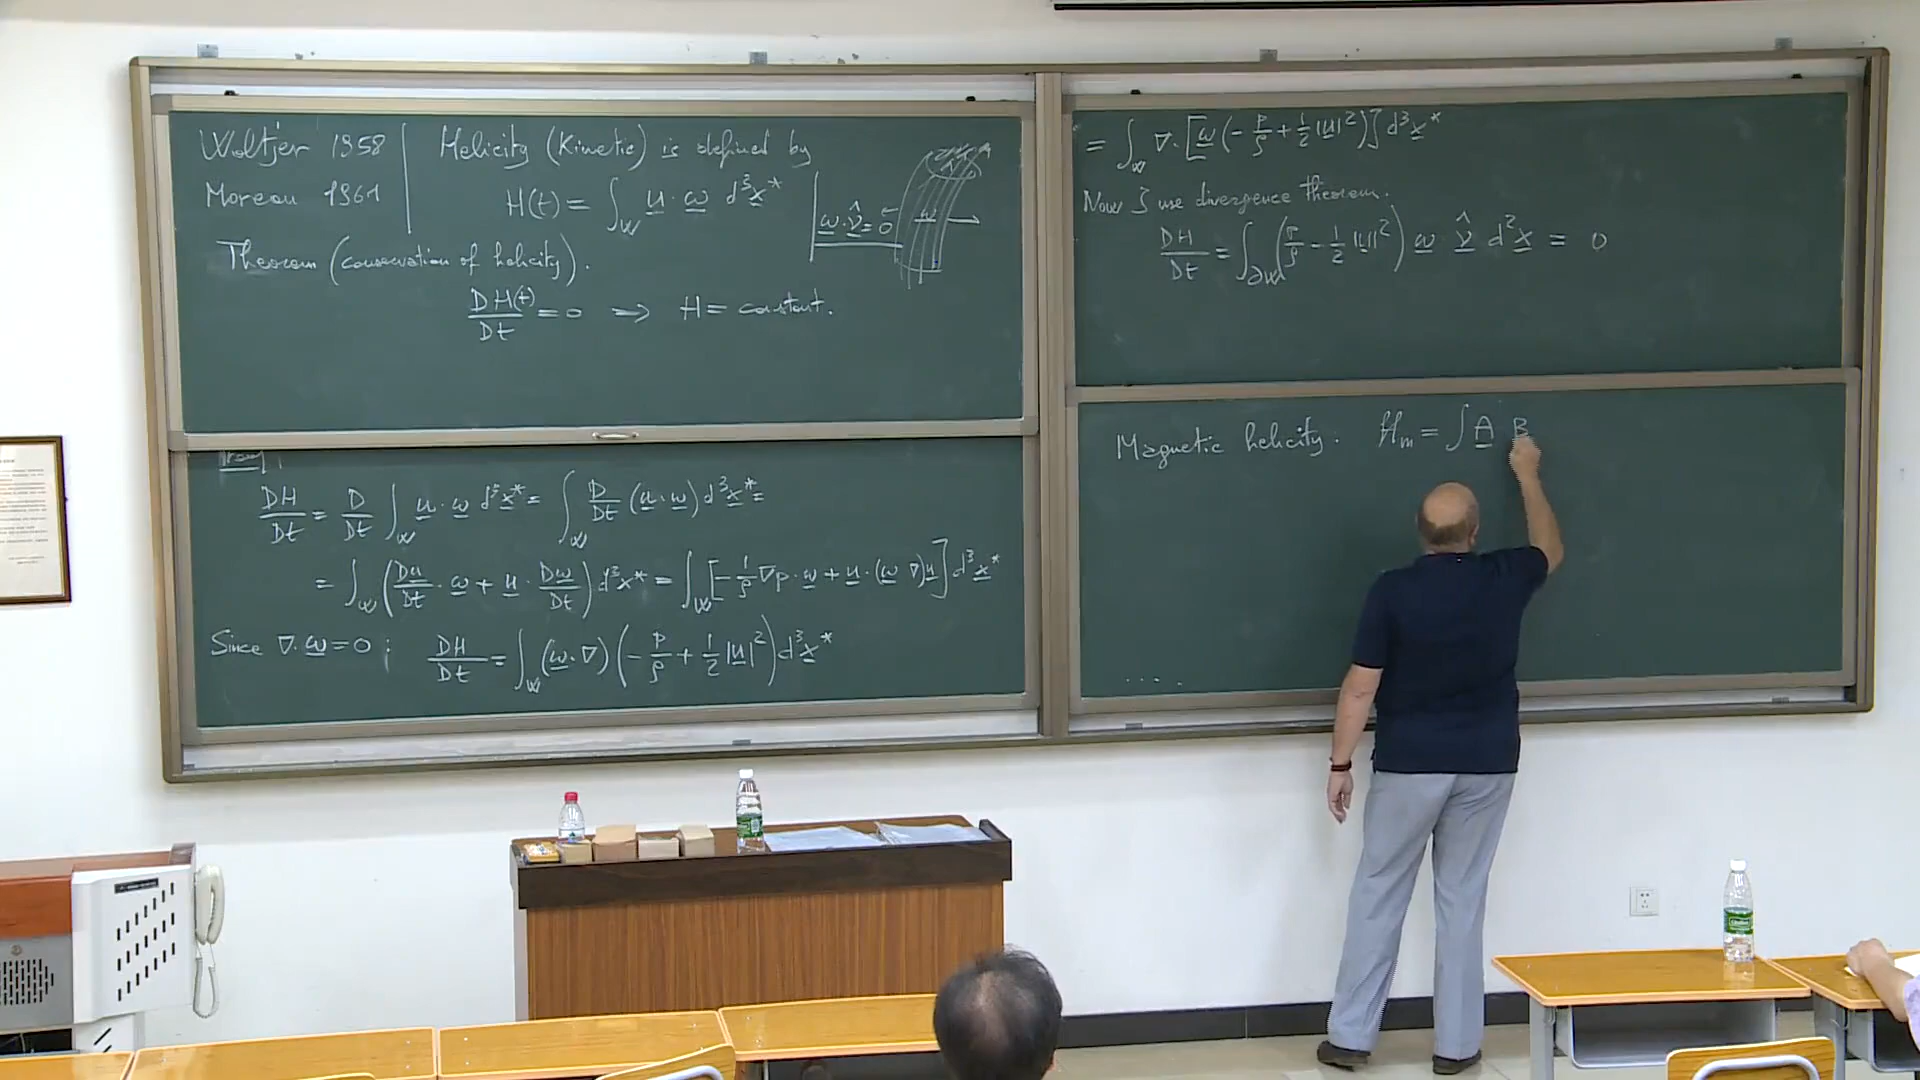 Woltjer 1958
Moreau 1961
Helicity (Kinetic) is defined by
H(t) = ∫_W u · ω d³x*
ω · ν̂ = 0
ω
Theorem (conservation of helicity).
DH(t)/Dt = 0 ⟹ H = constant.
DH/Dt = D/Dt ∫_W u · ω d³x* = ∫_W D/Dt (u · ω) d³x* =
= ∫_W (Du/Dt · ω + u · Dω/Dt) d³x* = ∫_W [-1/ρ ∇p · ω + u · (ω ∇)u] d³x*
Since ∇ · ω = 0 : DH/Dt = ∫_W (ω · ∇)(-p/ρ + 1/2 |u|²) d³x*
= ∫_W ∇ · [ω(-p/ρ + 1/2 |u|²)] d³x*
Now I use divergence theorem.
DH/Dt = ∫_∂W (p/ρ - 1/2 |u|²) ω · ν̂ d²x = 0
Magnetic helicity. H_m = ∫ A B